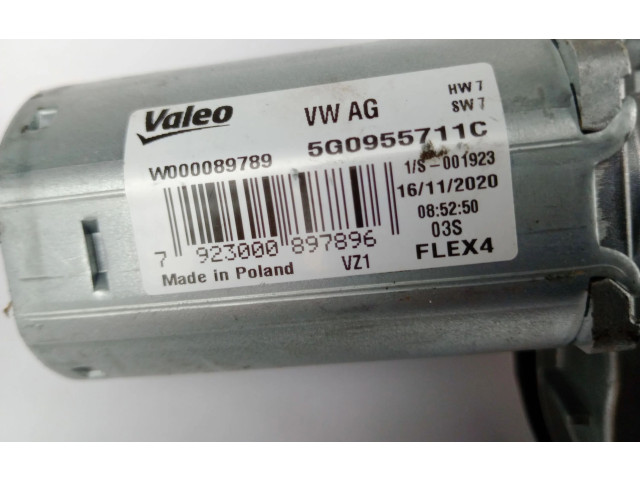 Valeo VW AG HW 7
SW 7
W000089789 5G0955711C
1/S-001923
16/11/2020
08:52:50
03S
7 923000 897896 VZ1 FLEX4
Made in Poland